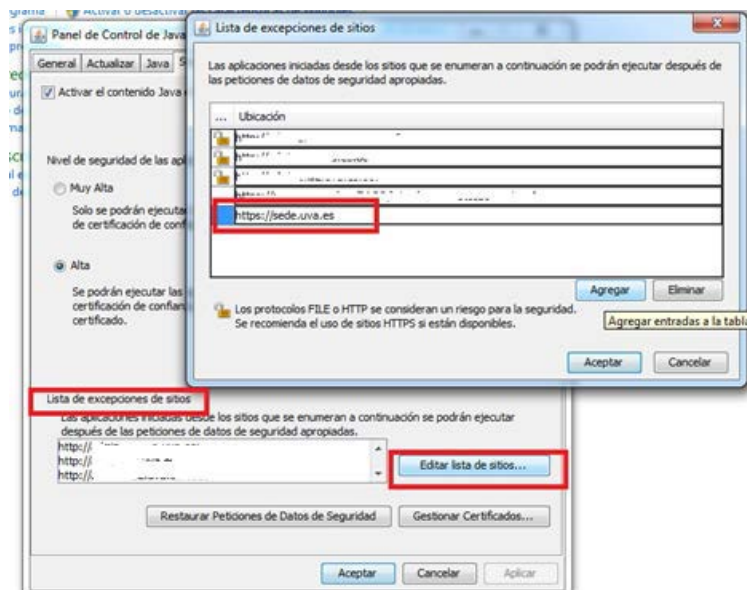 Activar o desactivar
Panel de Control de Java
General Actualizar Java
Activar el contenido Java
Nivel de seguridad de las
Muy Alta
Solo se podrán
de certificación de
Alta
Se podrán ejecutar las
certificación de
certificado.
Lista de excepciones de sitios
Las aplicaciones iniciadas desde los sitios que se enumeran a continuación se podrán ejecutar
después de las peticiones de datos de seguridad apropiadas.
http://
http://
http://
Editar lista de sitios...
Restaurar Peticiones de Datos de Seguridad Gestionar Certificados...
Aceptar Cancelar Aplicar
Lista de excepciones de sitios
Las aplicaciones iniciadas desde los sitios que se enumeran a continuación se podrán ejecutar después de
las peticiones de datos de seguridad apropiadas.
... Ubicación
https://sede.uva.es
Agregar Eliminar
Los protocolos FILE o HTTP se consideran un riesgo para la seguridad.
Se recomienda el uso de sitios HTTPS si están disponibles.
Agregar entradas a la tabla
Aceptar Cancelar